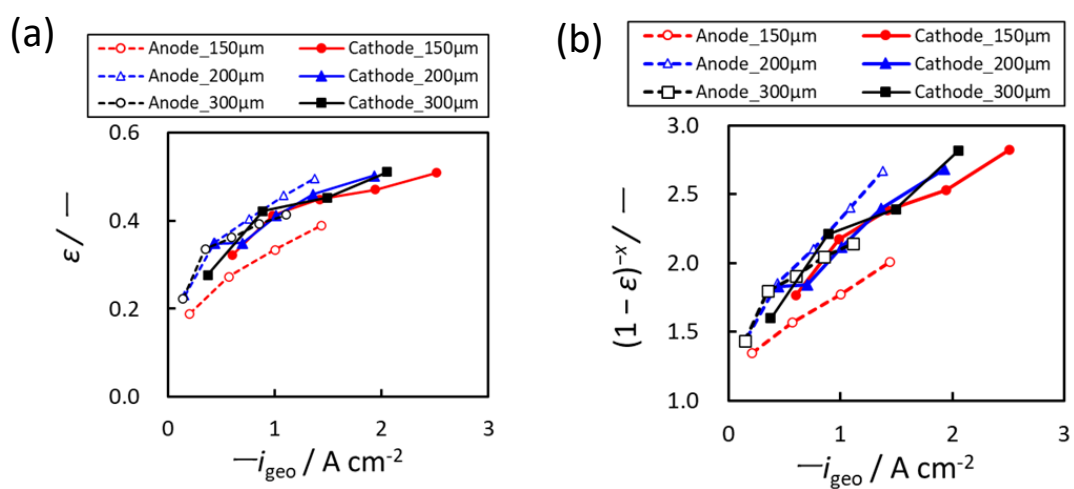 (a)
Anode_150μm Cathode_150μm
Anode_200μm Cathode_200μm
Anode_300μm Cathode_300μm
0.6
0.4
0.2
0.0
ε / —
0 1 2 3
—i_geo / A cm⁻²
(b)
Anode_150μm Cathode_150μm
Anode_200μm Cathode_200μm
Anode_300μm Cathode_300μm
3.0
2.5
2.0
1.5
1.0
(1 – ε)⁻ˣ / —
0 1 2 3
—i_geo / A cm⁻²